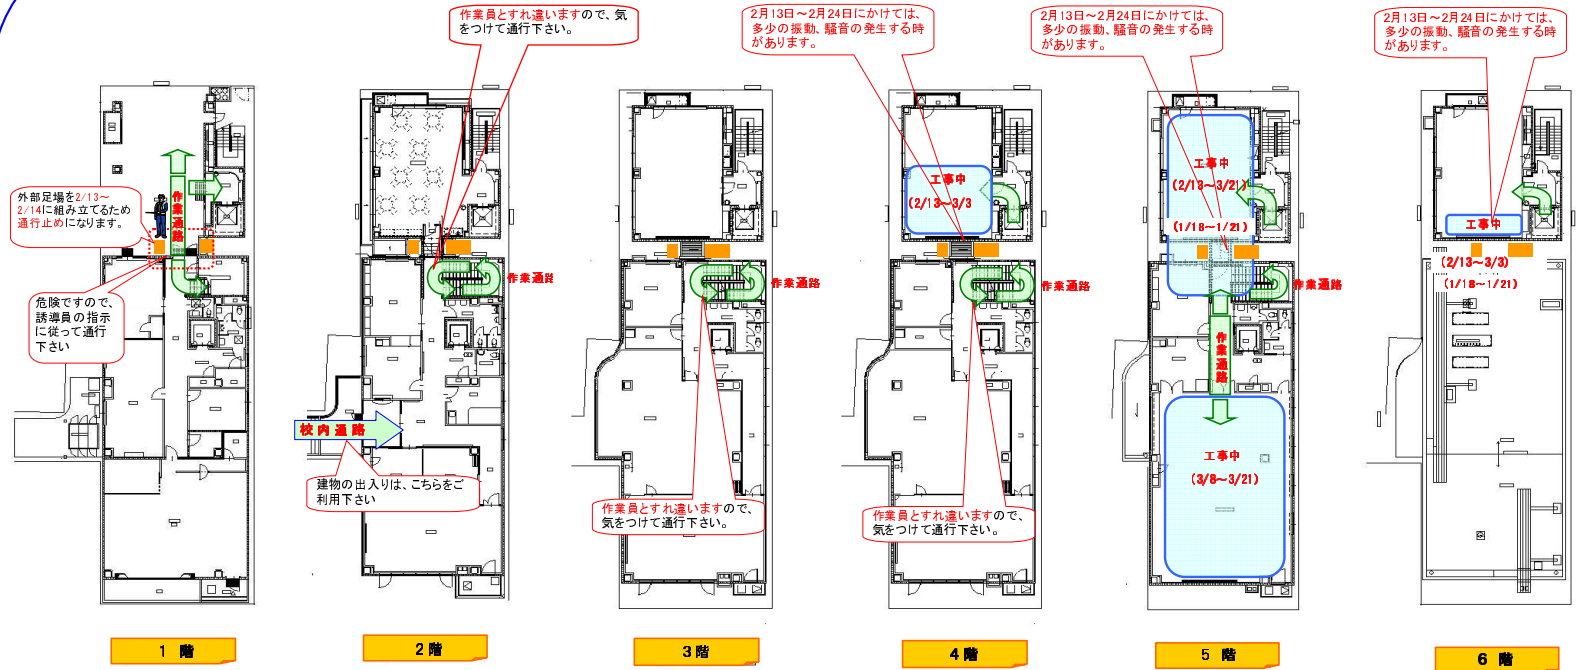 作業員とすれ違いますので、気
をつけて通行下さい。
2月13日～2月24日にかけては、
多少の振動、騒音の発生する時
があります。
2月13日～2月24日にかけては、
多少の振動、騒音の発生する時
があります。
2月13日～2月24日にかけては、
多少の振動、騒音の発生する時
があります。
外部足場を2/13～
2/14に組み立てるため
通行止めになります。
作業通路
危険ですので、
誘導員の指示
に従って通行
下さい
作業通路
校内通路
建物の出入りは、こちらをご
利用下さい
作業通路
作業員とすれ違いますので、
気をつけて通行下さい。
工事中
(2/13～3/3
作業通路
作業員とすれ違いますので、
気をつけて通行下さい。
工事中
(2/13～3/21)
(1/18～1/21)
作業通路
作業通路
工事中
(3/8～3/21)
工事中
mm
(2/13～3/3)
(1/18～1/21)
1 階
2 階
3 階
4 階
5 階
6 階